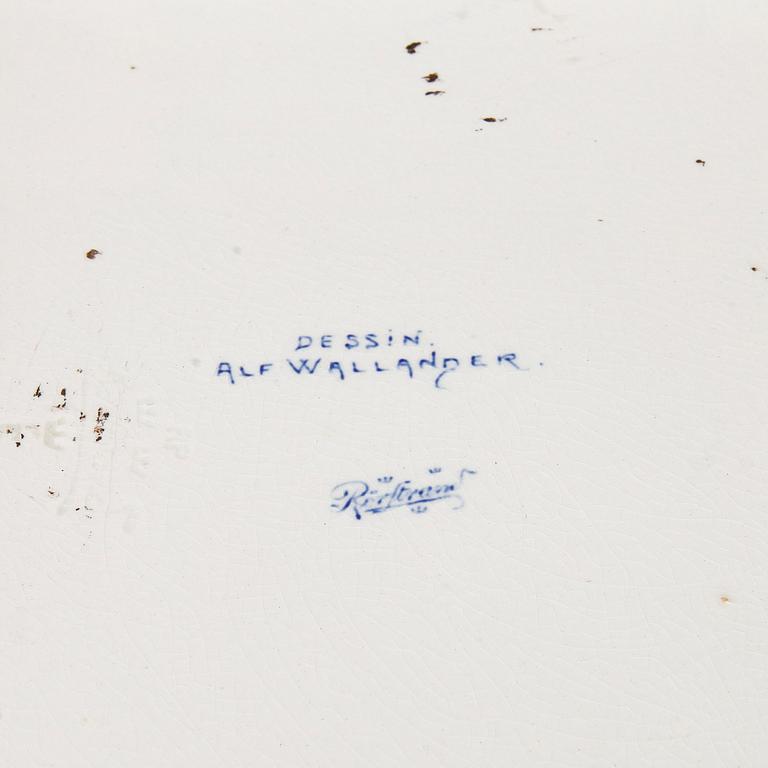 DESSIN.
ALF WALLANDER.
Rörstrand